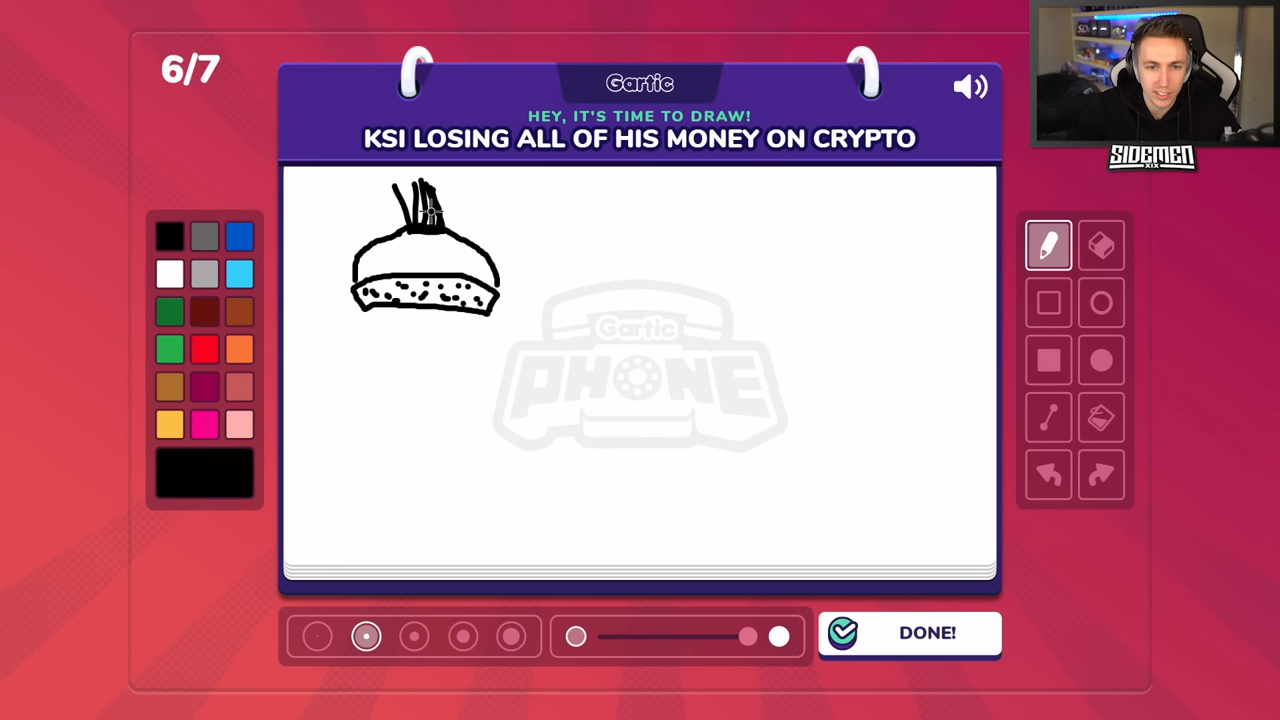 6/7
Gartic
HEY, IT'S TIME TO DRAW!
KSI LOSING ALL OF HIS MONEY ON CRYPTO
SIDEMEN
XIX
Gartic
PHONE
DONE!